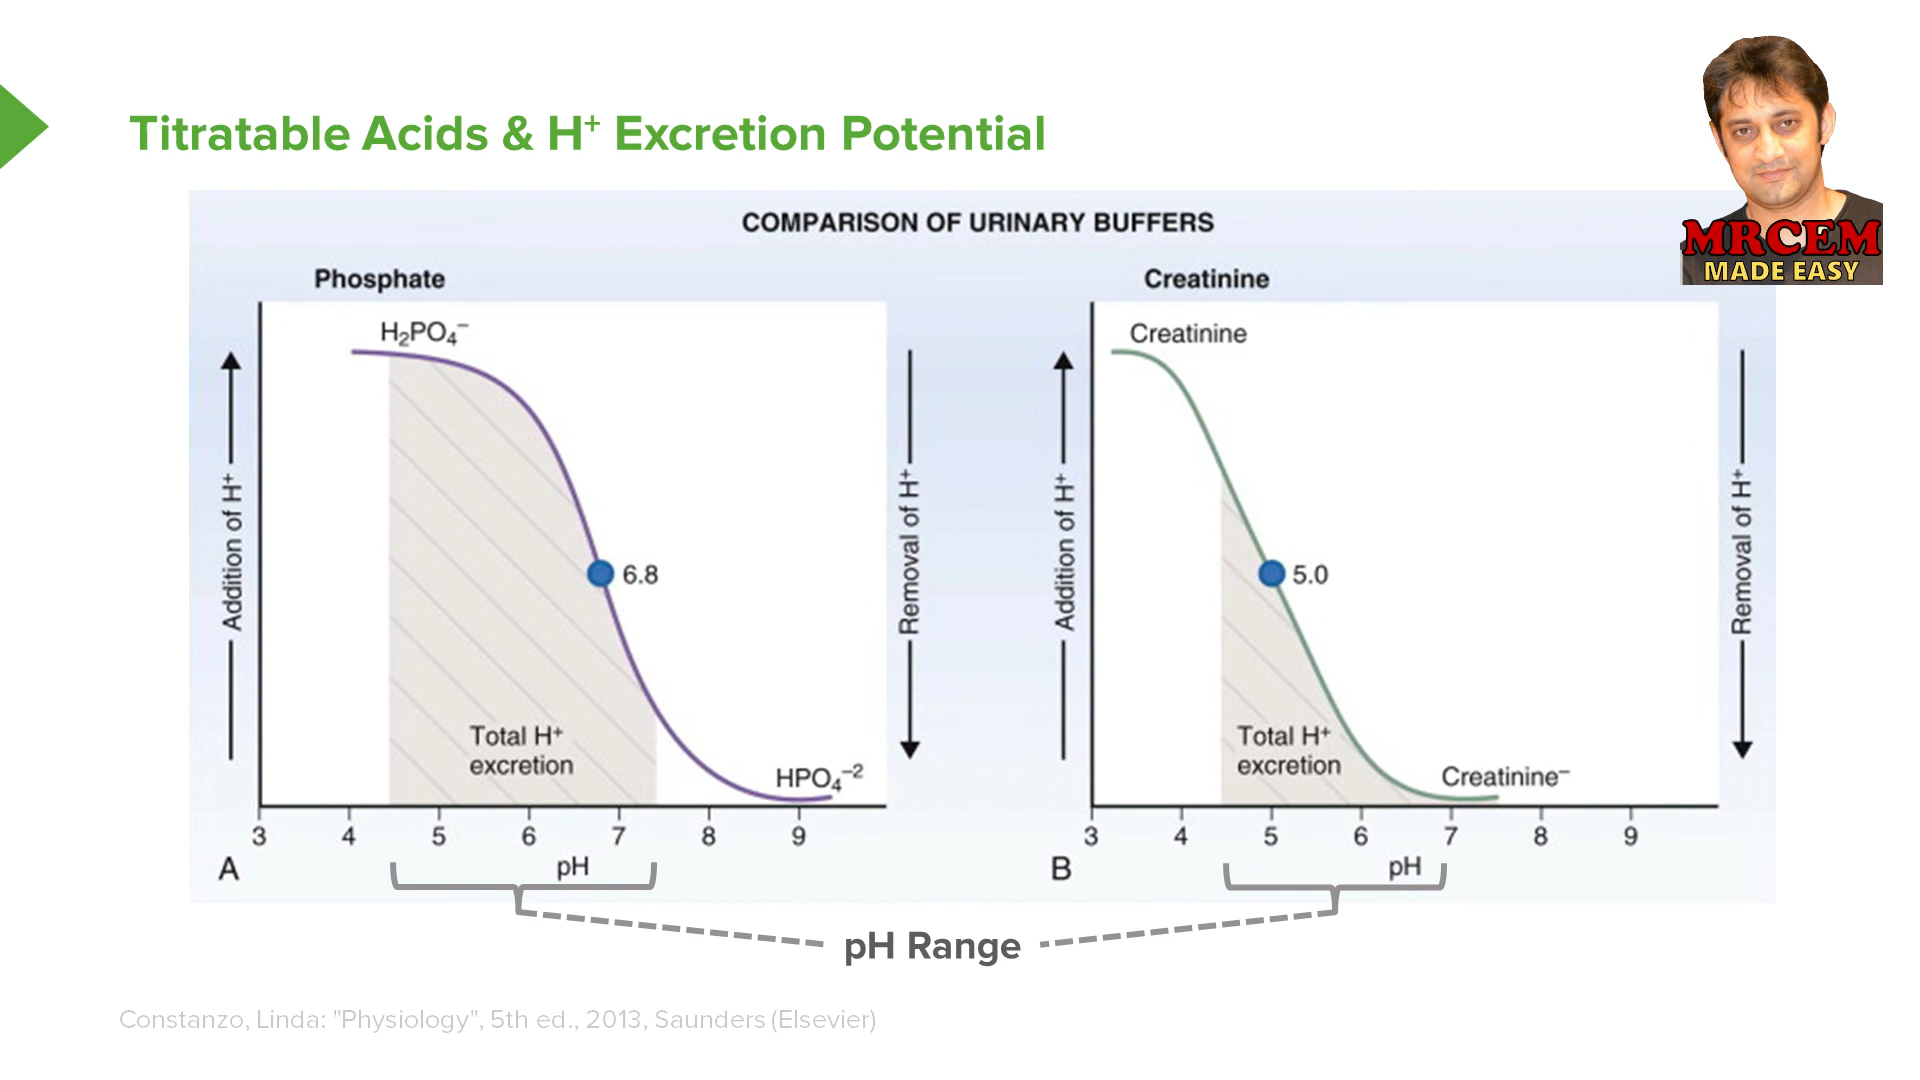 Titratable Acids & H⁺ Excretion Potential
MRCEM
MADE EASY
COMPARISON OF URINARY BUFFERS
Phosphate
H₂PO₄⁻
Addition of H⁺
Removal of H⁺
6.8
Total H⁺
excretion
HPO₄⁻²
3 4 5 6 7 8 9
A
pH
Creatinine
Creatinine
Addition of H⁺
Removal of H⁺
5.0
Total H⁺
excretion
Creatinine⁻
3 4 5 6 7 8 9
B
pH
pH Range
Constanzo, Linda: "Physiology", 5th ed., 2013, Saunders (Elsevier)